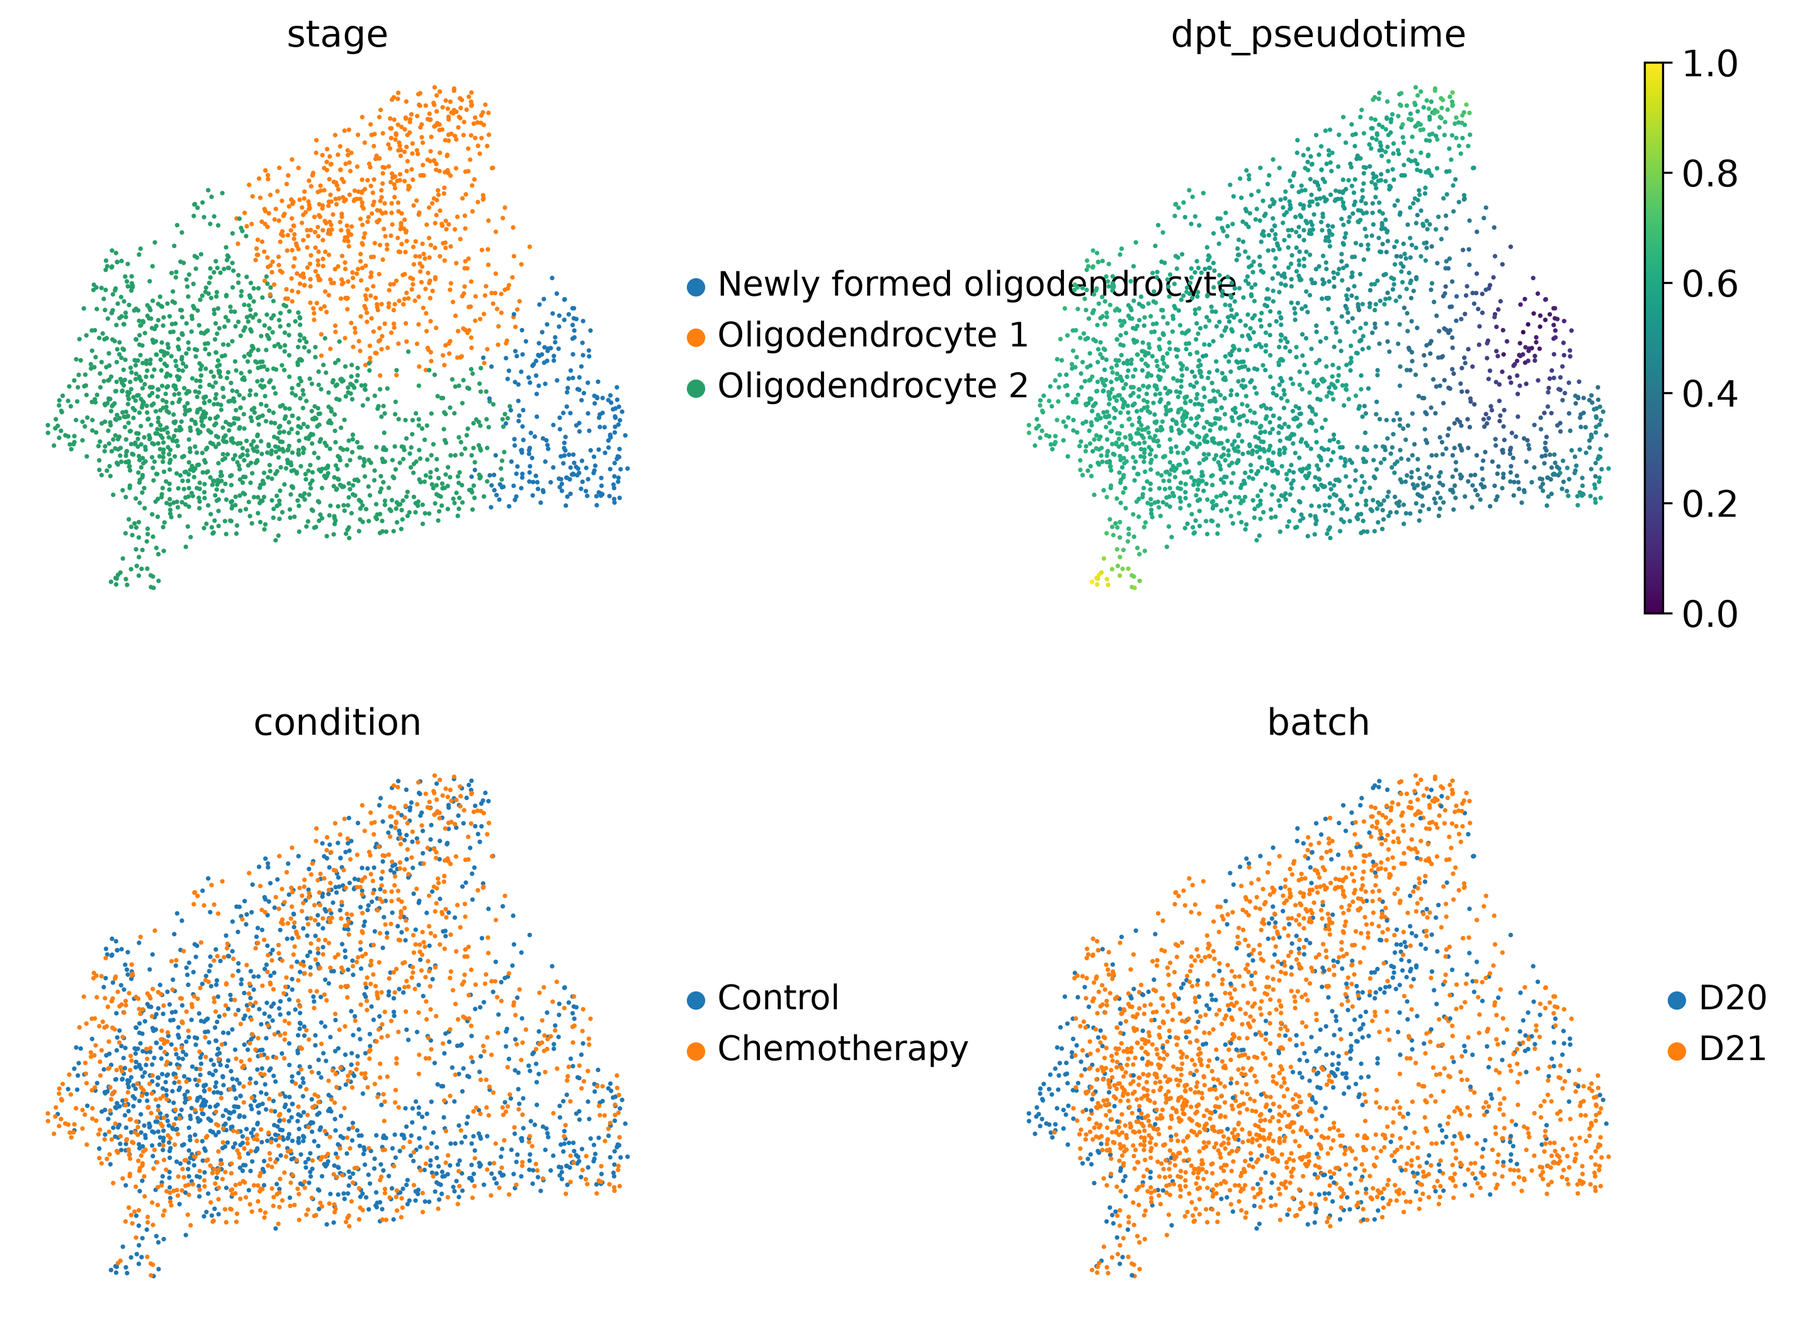 stage
Newly formed oligodendrocyte
Oligodendrocyte 1
Oligodendrocyte 2
dpt_pseudotime
1.0
0.8
0.6
0.4
0.2
0.0
condition
Control
Chemotherapy
batch
D20
D21